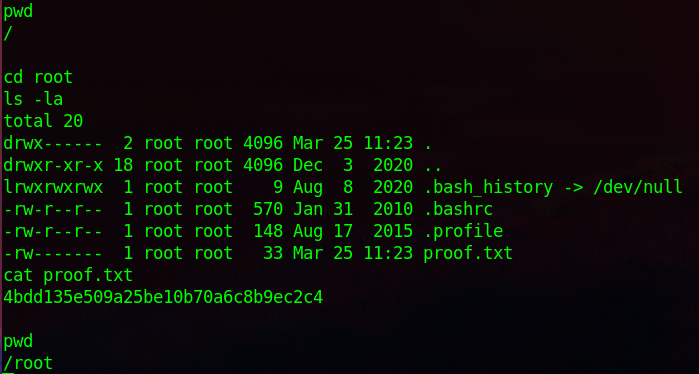 pwd
/
cd root
ls -la
total 20
drwx------  2 root root 4096 Mar 25 11:23 .
drwxr-xr-x 18 root root 4096 Dec  3  2020 ..
lrwxrwxrwx  1 root root    9 Aug  8  2020 .bash_history -> /dev/null
-rw-r--r--  1 root root  570 Jan 31  2010 .bashrc
-rw-r--r--  1 root root  148 Aug 17  2015 .profile
-rw-------  1 root root   33 Mar 25 11:23 proof.txt
cat proof.txt
4bdd135e509a25be10b70a6c8b9ec2c4
pwd
/root